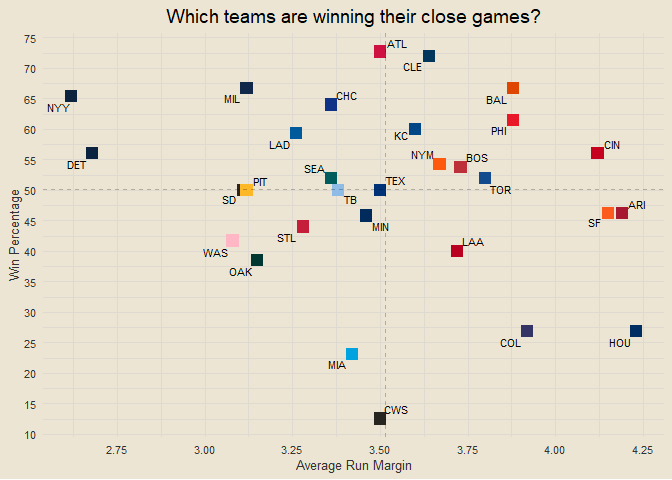 Which teams are winning their close games?
75
ATL
70
CLE
65
NYY
MIL
CHC
BAL
60
LAD
KC
PHI
55
DET
NYM
BOS
CIN
SEA
50
SD
PIT
TB
TEX
TOR
45
STL
MIN
SF
ARI
40
WAS
OAK
LAA
35
30
25
MIA
COL
HOU
20
15
CWS
10
Win Percentage
2.75
3.00
3.25
3.50
3.75
4.00
4.25
Average Run Margin